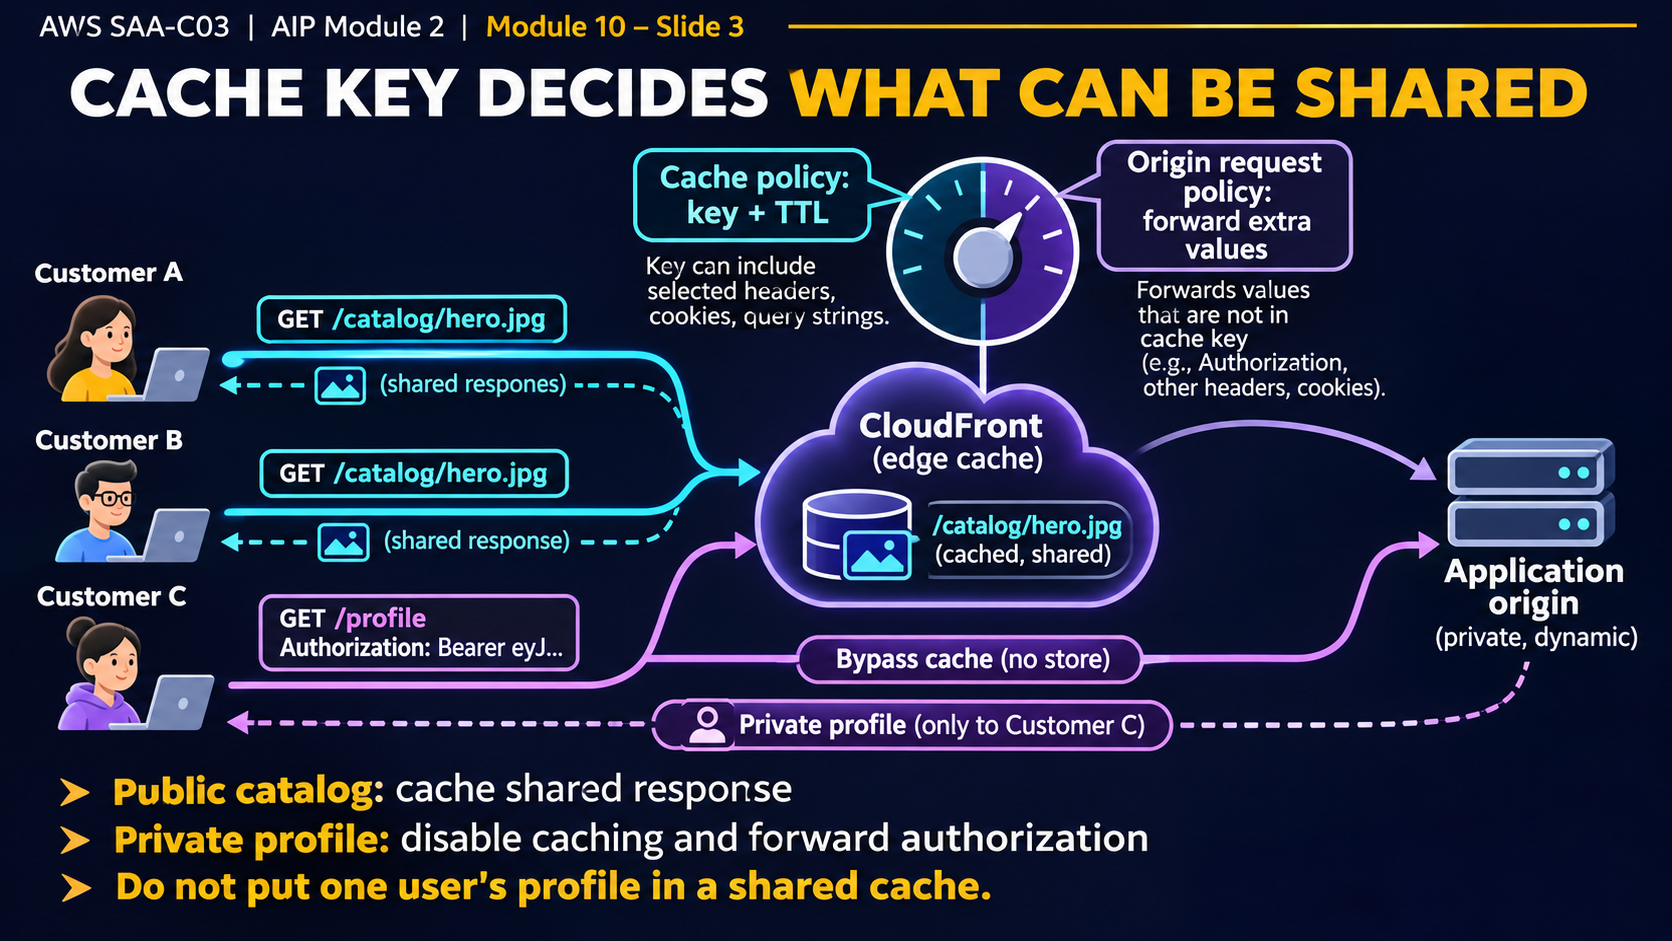 AWS SAA-C03 | AIP Module 2 | Module 10 – Slide 3
CACHE KEY DECIDES WHAT CAN BE SHARED
Cache policy:
key + TTL
Origin request
policy:
forward extra
values
Key can include
selected headers,
cookies, query strings.
Forwards values
that are not in
cache key
(e.g., Authorization,
other headers, cookies).
Customer A
GET /catalog/hero.jpg
(shared respones)
Customer B
GET /catalog/hero.jpg
(shared response)
Customer C
GET /profile
Authorization: Bearer eyJ...
CloudFront
(edge cache)
/catalog/hero.jpg
(cached, shared)
Application
origin
(private, dynamic)
Bypass cache (no store)
Private profile (only to Customer C)
➤ Public catalog: cache shared response
➤ Private profile: disable caching and forward authorization
➤ Do not put one user's profile in a shared cache.